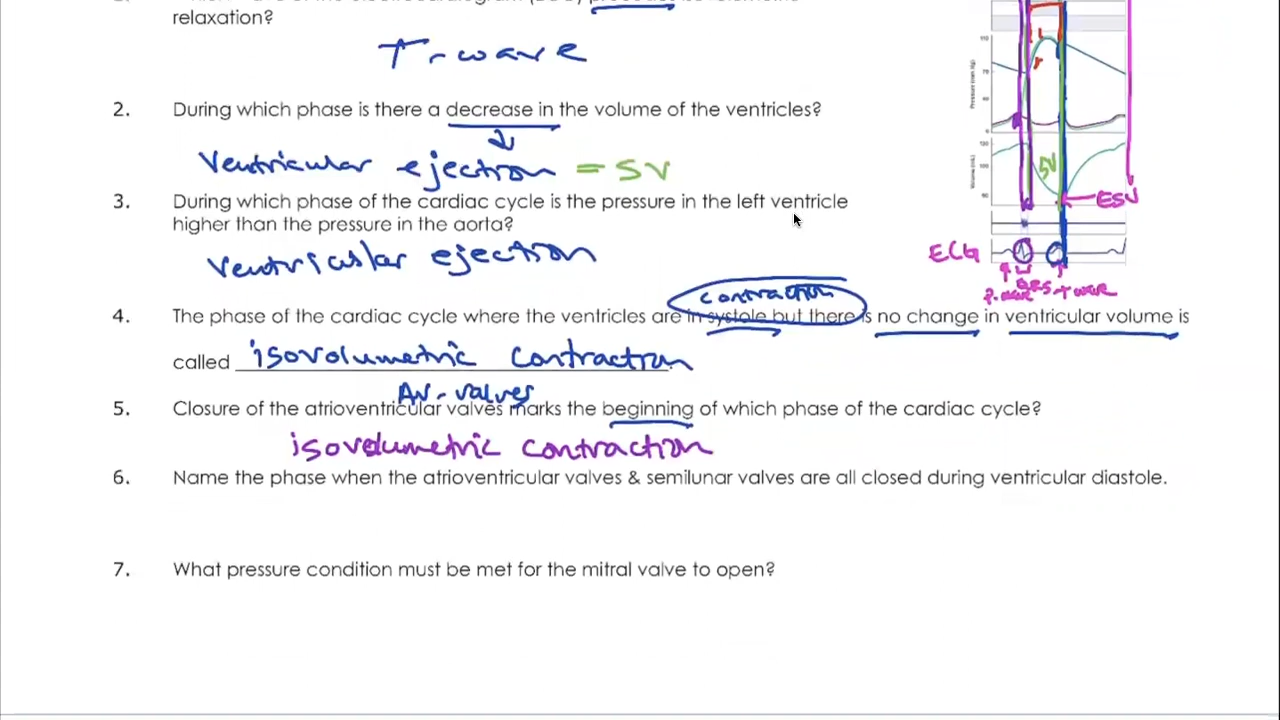 relaxation?
T-wave
2. During which phase is there a decrease in the volume of the ventricles?
Ventricular ejection = SV
3. During which phase of the cardiac cycle is the pressure in the left ventricle
higher than the pressure in the aorta?
Ventricular ejection
contraction
4. The phase of the cardiac cycle where the ventricles are in systole but there is no change in ventricular volume is
called isovolumetric contraction
AV-valves
5. Closure of the atrioventricular valves marks the beginning of which phase of the cardiac cycle?
isovolumetric contraction
6. Name the phase when the atrioventricular valves & semilunar valves are all closed during ventricular diastole.
7. What pressure condition must be met for the mitral valve to open?
SV
ESV
ECG
P-wave QRS T wave